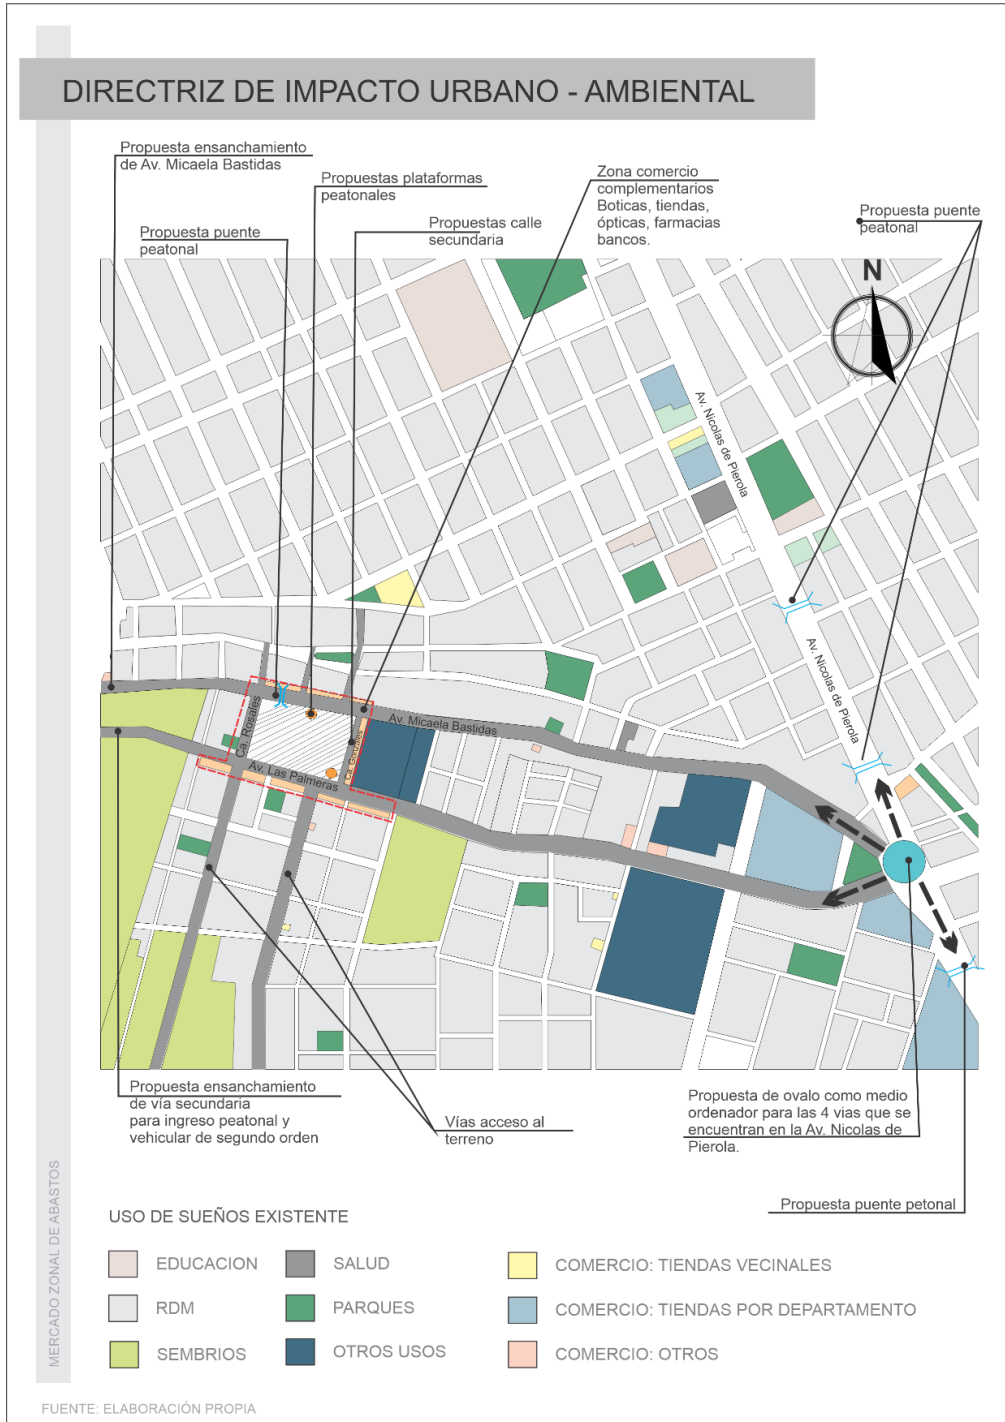 DIRECTRIZ DE IMPACTO URBANO - AMBIENTAL
Propuesta ensanchamiento
de Av. Micaela Bastidas
Propuestas plataformas
peatonales
Zona comercio
complementarios
Boticas, tiendas,
ópticas, farmacias
bancos.
Propuesta puente
peatonal
Propuestas calle
secundaria
Propuesta puente
peatonal
N
Av. Nicolas de Pierola
Av. Nicolas de Pierola
Ca. Rosales
Av. Micaela Bastidas
Ca. Gonzales
Av. Las Palmeras
Propuesta ensanchamiento
de vía secundaria
para ingreso peatonal y
vehicular de segundo orden
Vías acceso al
terreno
Propuesta de ovalo como medio
ordenador para las 4 vias que se
encuentran en la Av. Nicolas de
Pierola.
Propuesta puente petonal
USO DE SUEÑOS EXISTENTE
EDUCACION
SALUD
COMERCIO: TIENDAS VECINALES
RDM
PARQUES
COMERCIO: TIENDAS POR DEPARTAMENTO
SEMBRIOS
OTROS USOS
COMERCIO: OTROS
MERCADO ZONAL DE ABASTOS
FUENTE: ELABORACIÓN PROPIA